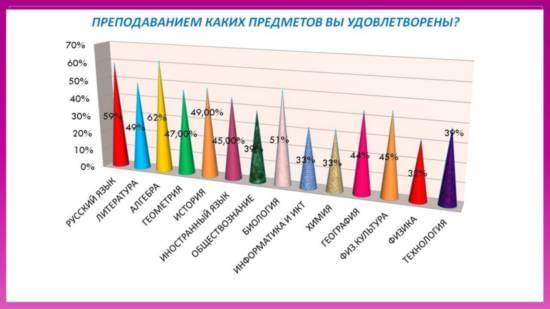 ПРЕПОДАВАНИЕМ КАКИХ ПРЕДМЕТОВ ВЫ УДОВЛЕТВОРЕНЫ?
70%
60%
50%
40%
30%
20%
10%
0%
59%
49%
62%
47,00%
49,00%
45,00%
39%
51%
33%
33%
44%
45%
39%
РУССКИЙ ЯЗЫК
ЛИТЕРАТУРА
АЛГЕБРА
ГЕОМЕТРИЯ
ИСТОРИЯ
ИНОСТРАННЫЙ ЯЗЫК
ОБЩЕСТВОЗНАНИЕ
БИОЛОГИЯ
ИНФОРМАТИКА И ИКТ
ХИМИЯ
ГЕОГРАФИЯ
ФИЗ.КУЛЬТУРА
ФИЗИКА
ТЕХНОЛОГИЯ